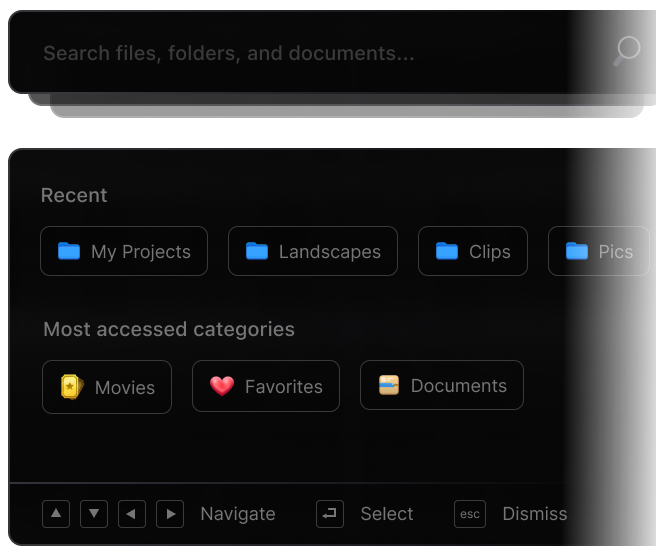 Search files, folders, and documents...
Recent
My Projects Landscapes Clips Pics
Most accessed categories
Movies Favorites Documents
Navigate Select esc Dismiss